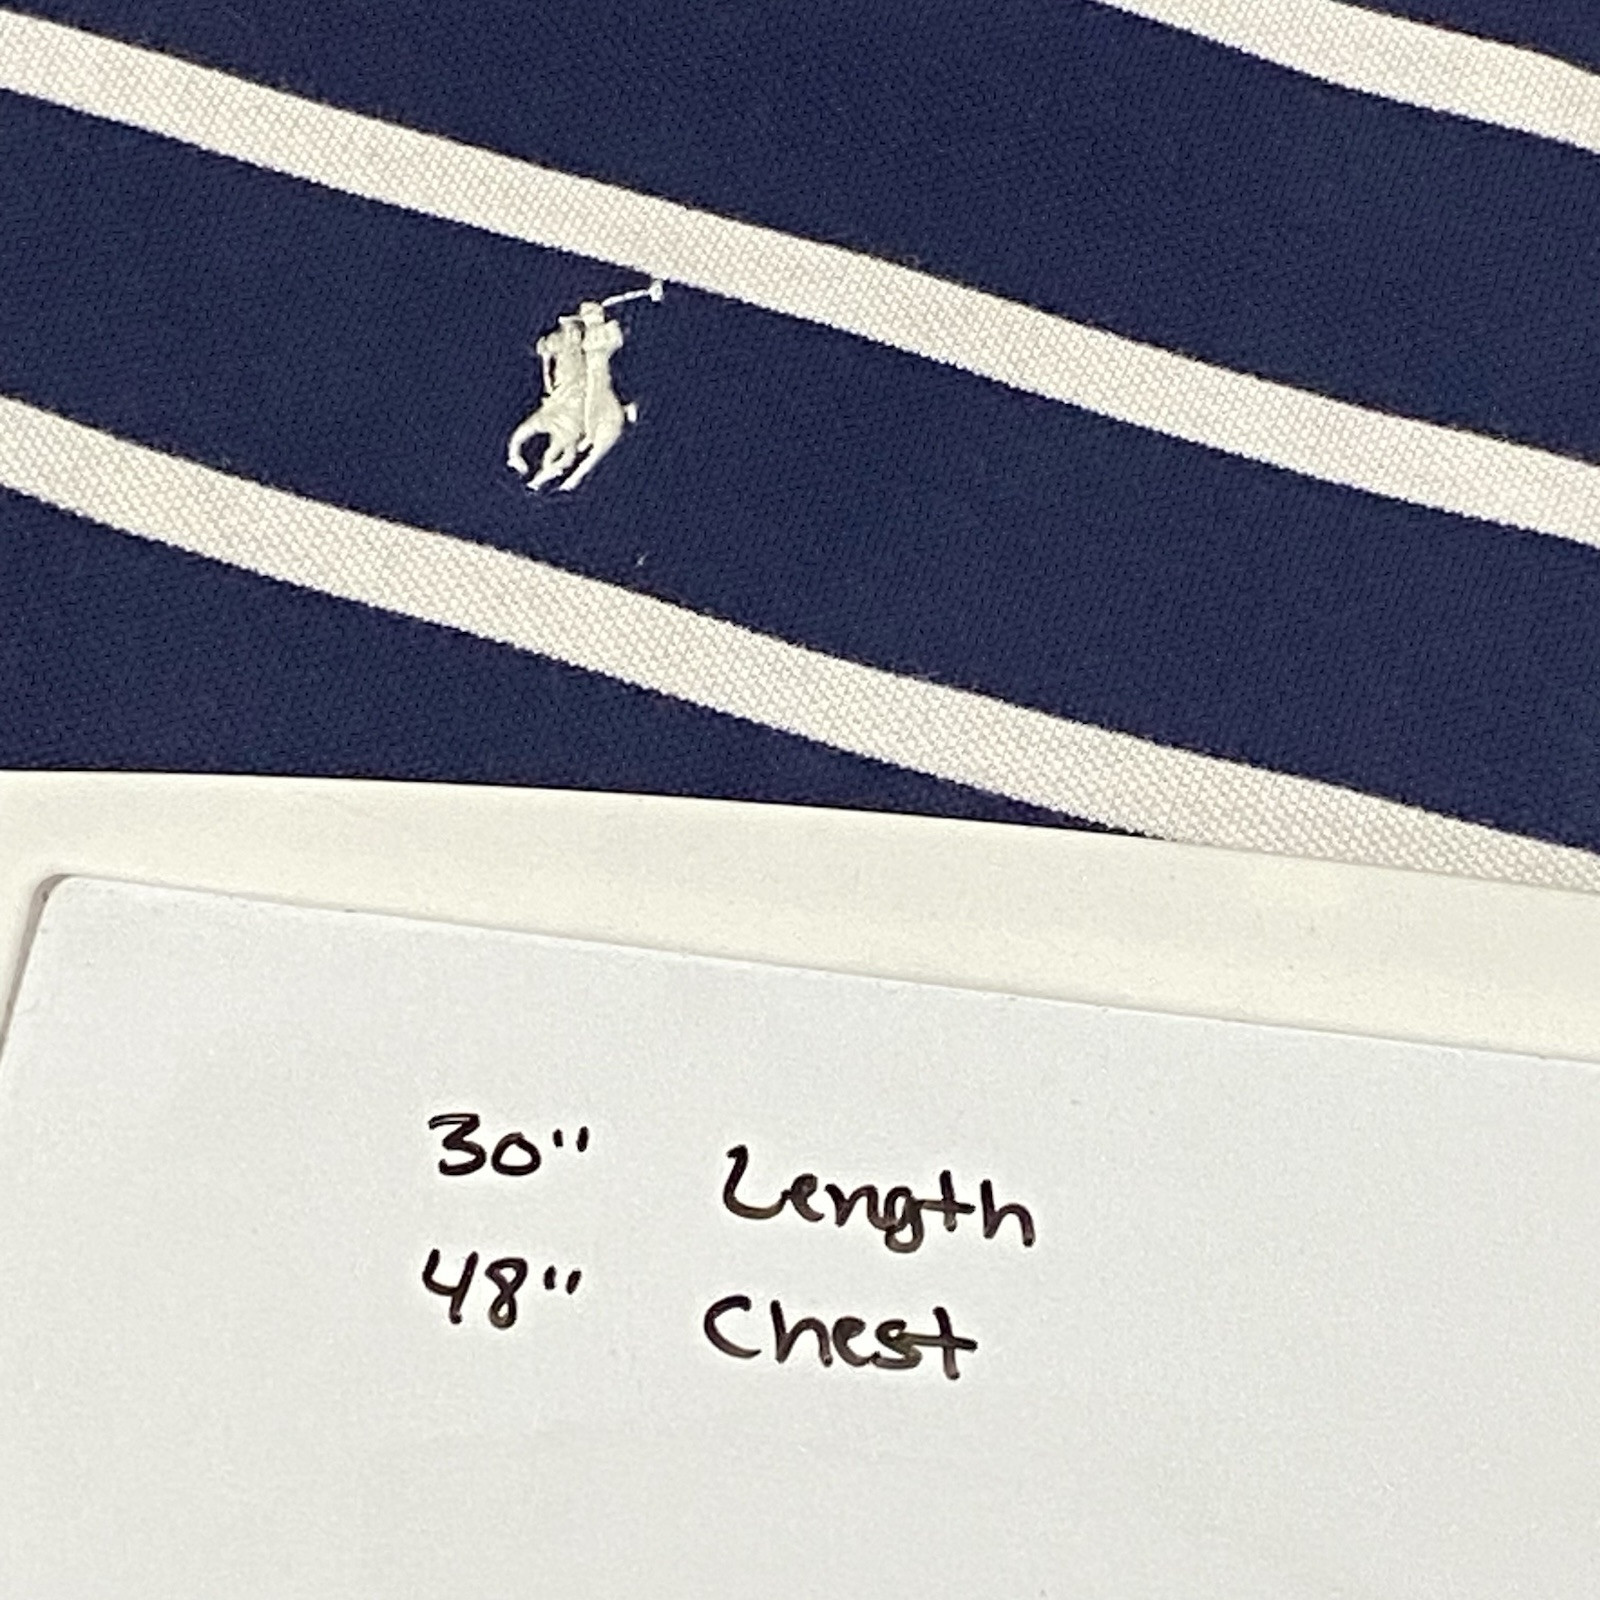 30" Length
48" Chest